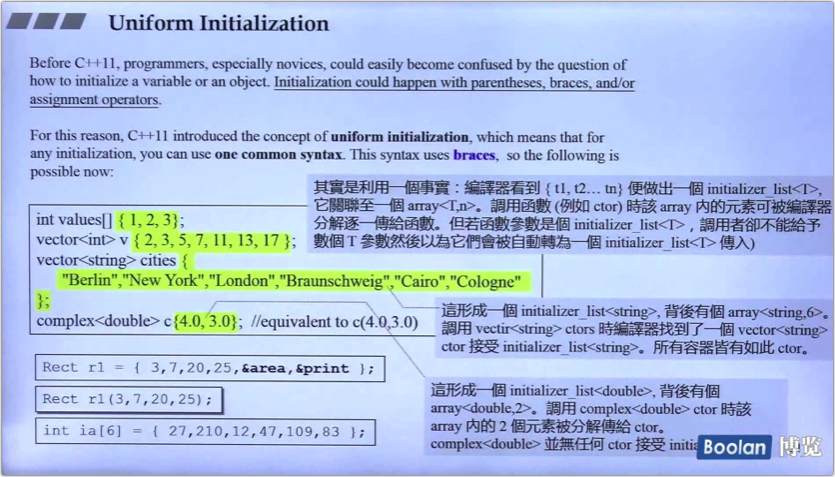 Uniform Initialization
Before C++11, programmers, especially novices, could easily become confused by the question of
how to initialize a variable or an object. Initialization could happen with parentheses, braces, and/or
assignment operators.
For this reason, C++11 introduced the concept of uniform initialization, which means that for
any initialization, you can use one common syntax. This syntax uses braces, so the following is
possible now:
其實是利用一個事實：編譯器看到 { t1, t2… tn} 便做出一個 initializer_list<T>,
它關聯至一個 array<T,n>。調用函數 (例如 ctor) 時該 array 內的元素可被編譯器
分解逐一傳給函數。但若函數參數是個 initializer_list<T>，調用者卻不能給予
數個 T 參數然後以為它們會被自動轉為一個 initializer_list<T> 傳入)
int values[] { 1, 2, 3};
vector<int> v { 2, 3, 5, 7, 11, 13, 17 };
vector<string> cities {
"Berlin","New York","London","Braunschweig","Cairo","Cologne"
};
complex<double> c{4.0, 3.0}; //equivalent to c(4.0,3.0)
這形成一個 initializer_list<string>, 背後有個 array<string,6>。
調用 vectir<string> ctors 時編譯器找到了一個 vector<string>
ctor 接受 initializer_list<string>。所有容器皆有如此 ctor。
Rect r1 = { 3,7,20,25,&area,&print };
Rect r1(3,7,20,25);
int ia[6] = { 27,210,12,47,109,83 };
這形成一個 initializer_list<double>, 背後有個
array<double,2>。調用 complex<double> ctor 時該
array 內的 2 個元素被分解傳給 ctor。
complex<double> 並無任何 ctor 接受
Boolan 博览